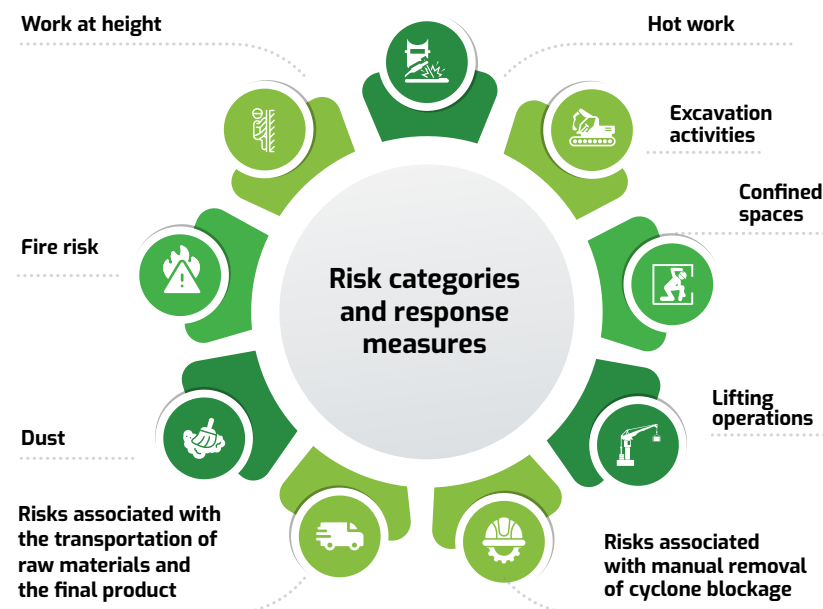 Work at height
Hot work
Excavation
activities
Confined
spaces
Fire risk
Risk categories
and response
measures
Lifting
operations
Dust
Risks associated with
the transportation of
raw materials and
the final product
Risks associated
with manual removal
of cyclone blockage